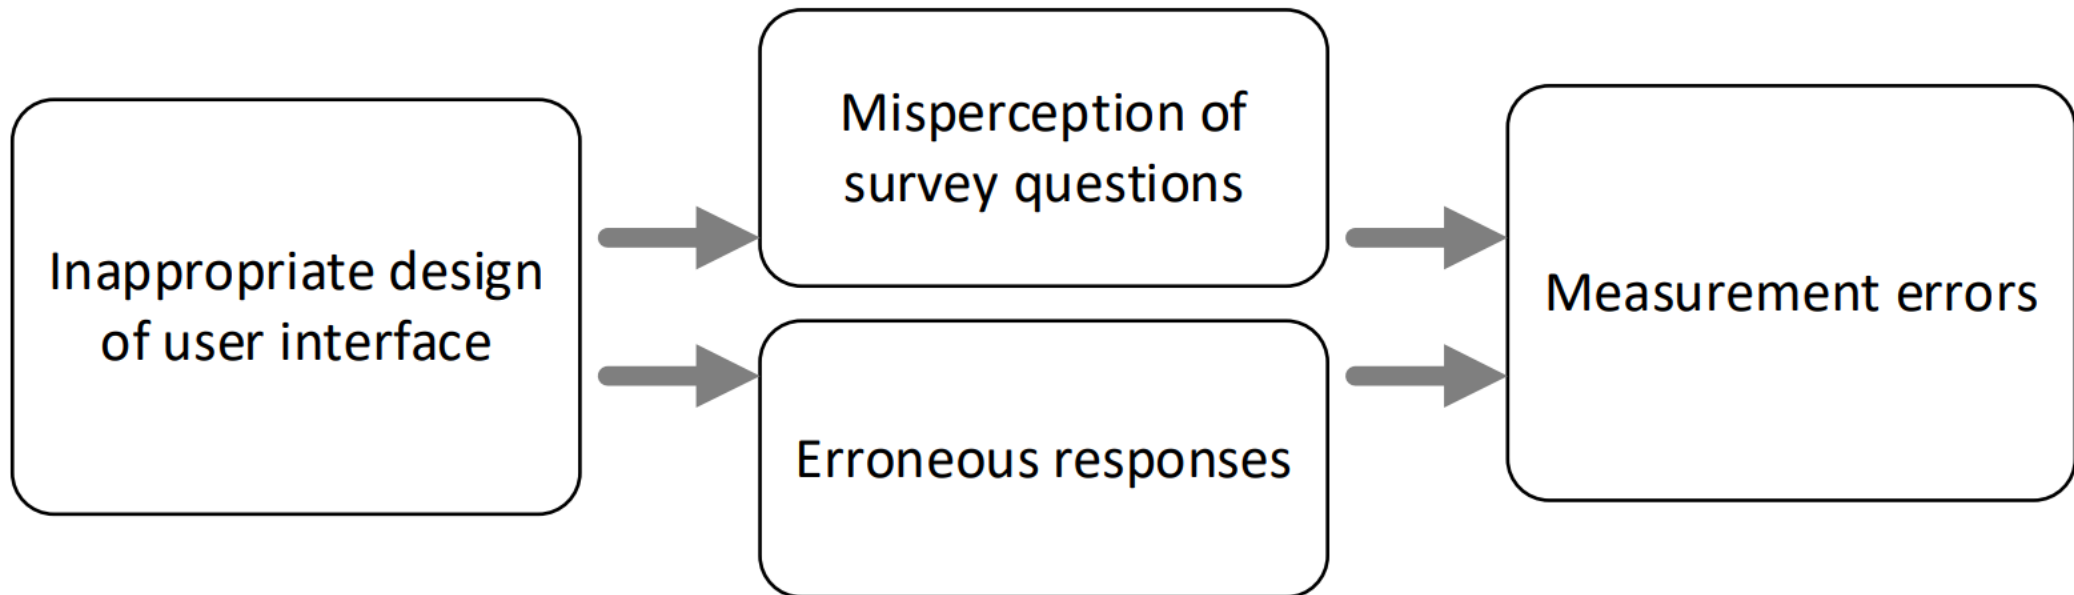 Inappropriate design
of user interface
Misperception of
survey questions
Erroneous responses
Measurement errors